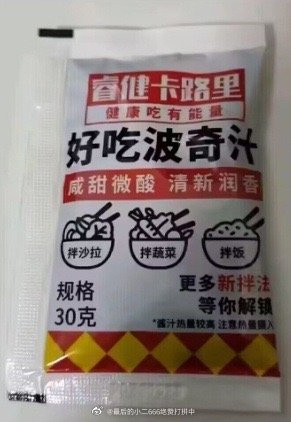 睿健卡路里
健康吃有能量
好吃波奇汁
咸甜微酸 清新润香
拌沙拉 拌蔬菜 拌饭
规格
30克
更多新拌法
等你解锁
*酱汁热量较高 注意热量摄入
@最后的小二666吃货打拼中